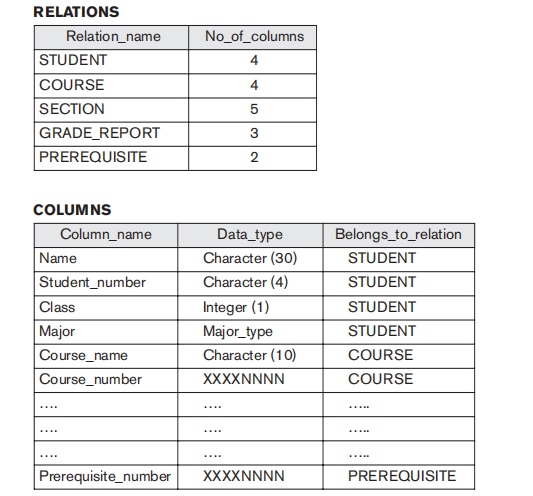 RELATIONS
Relation_name No_of_columns
STUDENT 4
COURSE 4
SECTION 5
GRADE_REPORT 3
PREREQUISITE 2
COLUMNS
Column_name Data_type Belongs_to_relation
Name Character (30) STUDENT
Student_number Character (4) STUDENT
Class Integer (1) STUDENT
Major Major_type STUDENT
Course_name Character (10) COURSE
Course_number XXXXNNNN COURSE
…. …. …..
…. …. …..
…. …. …..
Prerequisite_number XXXXNNNN PREREQUISITE